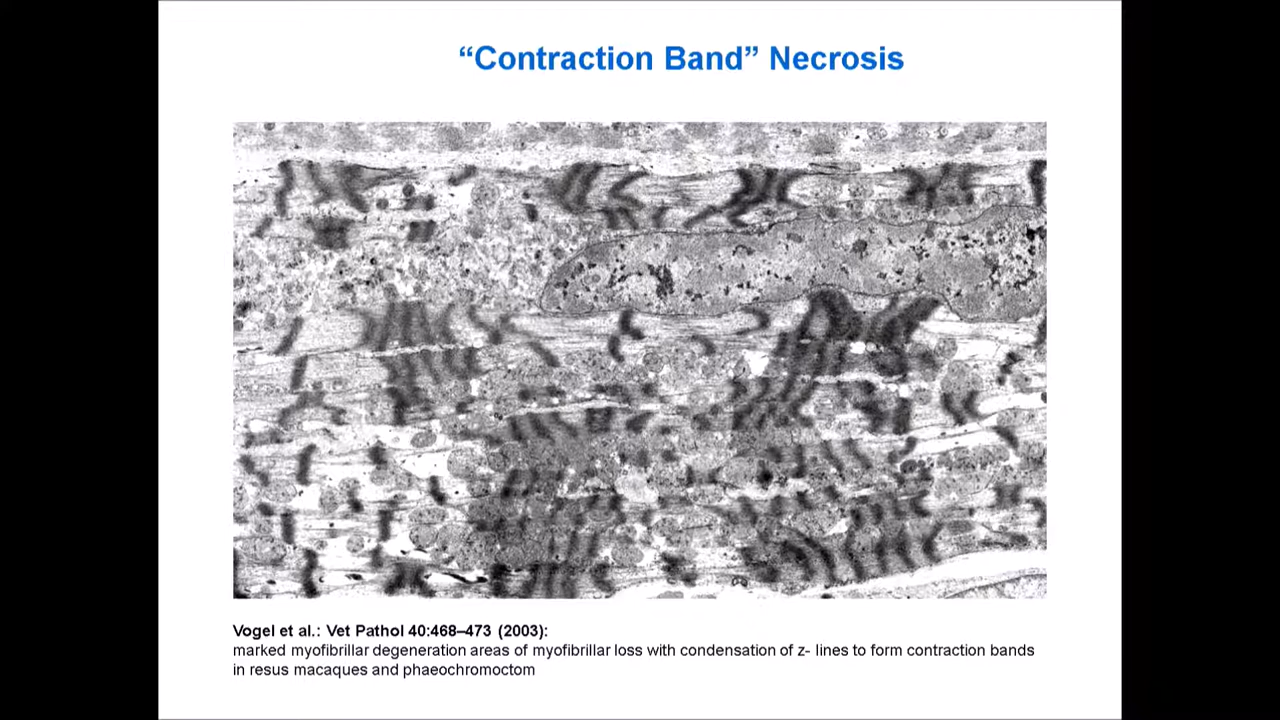 “Contraction Band” Necrosis
Vogel et al.: Vet Pathol 40:468–473 (2003):
marked myofibrillar degeneration areas of myofibrillar loss with condensation of z- lines to form contraction bands
in resus macaques and phaeochromoctom